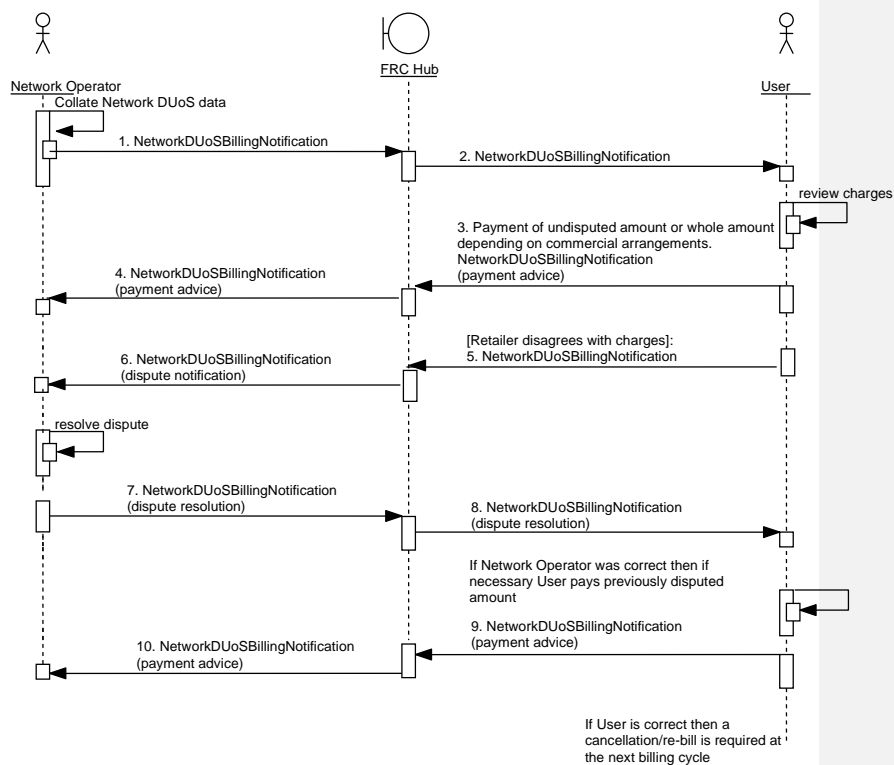 FRC Hub
Network Operator
User
Collate Network DUoS data
1. NetworkDUoSBillingNotification
2. NetworkDUoSBillingNotification
review charges
3. Payment of undisputed amount or whole amount
depending on commercial arrangements.
NetworkDUoSBillingNotification
(payment advice)
4. NetworkDUoSBillingNotification
(payment advice)
[Retailer disagrees with charges]:
5. NetworkDUoSBillingNotification
6. NetworkDUoSBillingNotification
(dispute notification)
resolve dispute
7. NetworkDUoSBillingNotification
(dispute resolution)
8. NetworkDUoSBillingNotification
(dispute resolution)
If Network Operator was correct then if
necessary User pays previously disputed
amount
9. NetworkDUoSBillingNotification
(payment advice)
10. NetworkDUoSBillingNotification
(payment advice)
If User is correct then a
cancellation/re-bill is required at
the next billing cycle